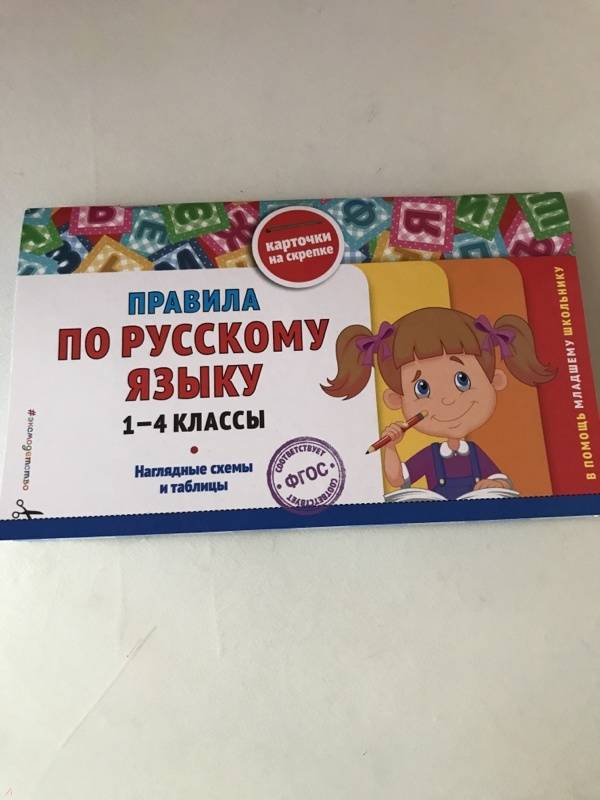 карточки
на скрепке
ПРАВИЛА
ПО РУССКОМУ
ЯЗЫКУ
1–4 КЛАССЫ
•
Наглядные схемы
и таблицы
СООТВЕТСТВУЕТ
ФГОС
СООТВЕТСТВУЕТ
#эксмодетство
В ПОМОЩЬ МЛАДШЕМУ ШКОЛЬНИКУ